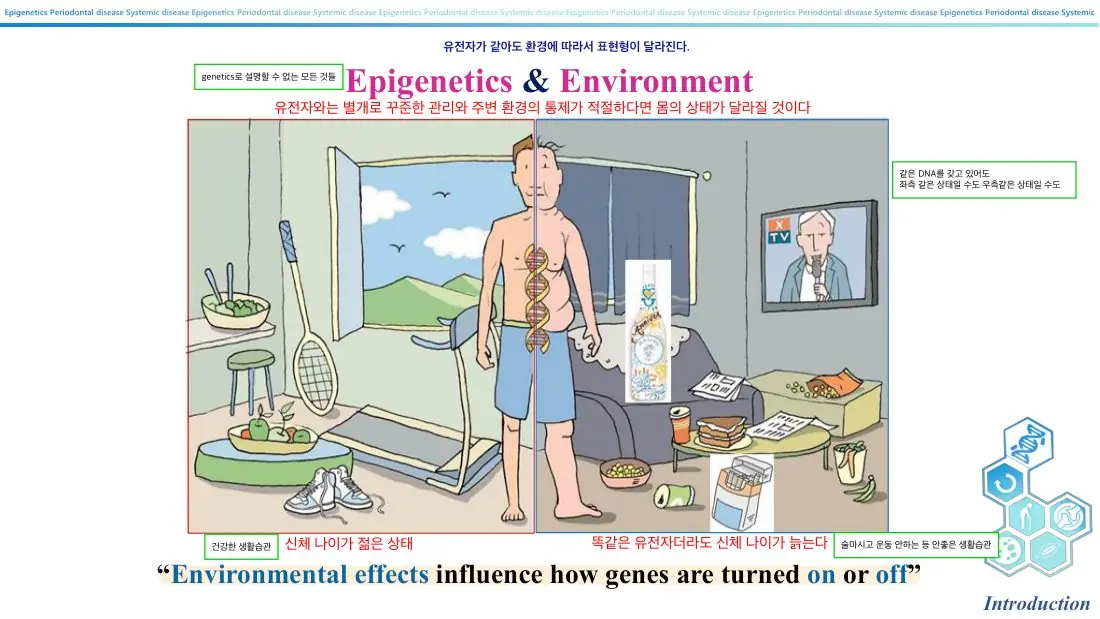 Epigenetics Periodontal disease Systemic disease Epigenetics Periodontal disease Systemic disease Epigenetics Periodontal disease Systemic disease Epigenetics Periodontal disease Systemic disease Epigenetics Periodontal disease Systemic disease Epigenetics Periodontal disease Systemic
유전자가 같아도 환경에 따라서 표현형이 달라진다.
genetics로 설명할 수 없는 모든 것들
Epigenetics & Environment
유전자와는 별개로 꾸준한 관리와 주변 환경의 통제가 적절하다면 몸의 상태가 달라질 것이다
같은 DNA를 갖고 있어도
좌측 같은 상태일 수도 우측같은 상태일 수도
X
TV
건강한 생활습관
신체 나이가 젊은 상태
똑같은 유전자더라도 신체 나이가 늙는다
술마시고 운동 안하는 등 안좋은 생활습관
“Environmental effects influence how genes are turned on or off”
Introduction